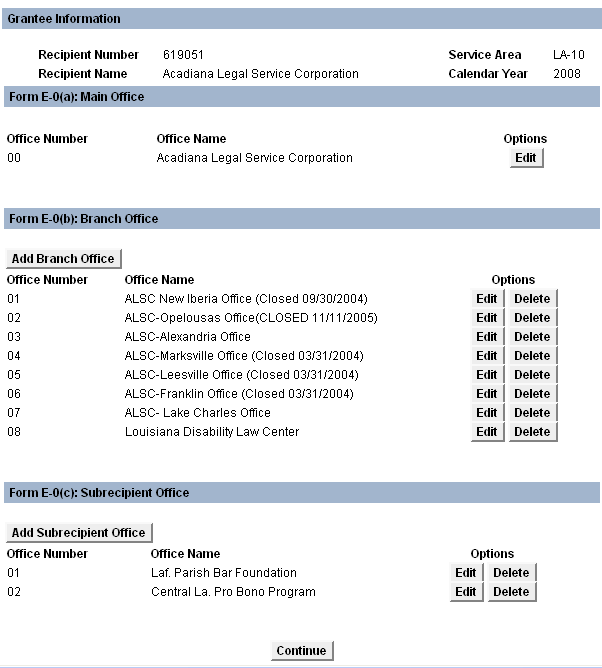 Grantee Information
Recipient Number 619051 Service Area LA-10
Recipient Name Acadiana Legal Service Corporation Calendar Year 2008
Form E-0(a): Main Office
Office Number Office Name Options
00 Acadiana Legal Service Corporation Edit
Form E-0(b): Branch Office
Add Branch Office
Office Number Office Name Options
01 ALSC New Iberia Office (Closed 09/30/2004) Edit Delete
02 ALSC-Opelousas Office(CLOSED 11/11/2005) Edit Delete
03 ALSC-Alexandria Office Edit Delete
04 ALSC-Marksville Office (Closed 03/31/2004) Edit Delete
05 ALSC-Leesville Office (Closed 03/31/2004) Edit Delete
06 ALSC-Franklin Office (Closed 03/31/2004) Edit Delete
07 ALSC- Lake Charles Office Edit Delete
08 Louisiana Disability Law Center Edit Delete
Form E-0(c): Subrecipient Office
Add Subrecipient Office
Office Number Office Name Options
01 Laf. Parish Bar Foundation Edit Delete
02 Central La. Pro Bono Program Edit Delete
Continue